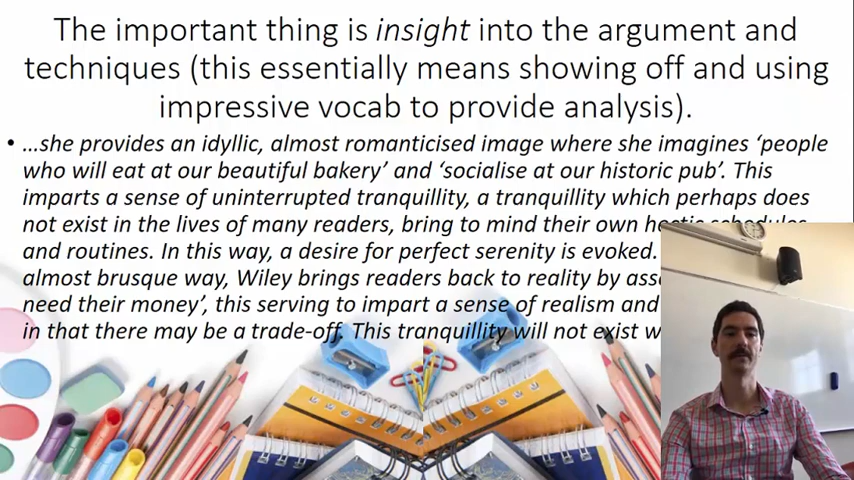 The important thing is insight into the argument and
techniques (this essentially means showing off and using
impressive vocab to provide analysis).
• …she provides an idyllic, almost romanticised image where she imagines ‘people
who will eat at our beautiful bakery’ and ‘socialise at our historic pub’. This
imparts a sense of uninterrupted tranquillity, a tranquillity which perhaps does
not exist in the lives of many readers, bring to mind their own hectic schedules
and routines. In this way, a desire for perfect serenity is evoked.
almost brusque way, Wiley brings readers back to reality by
need their money’, this serving to impart a sense of realism and
in that there may be a trade-off. This tranquillity will not exist